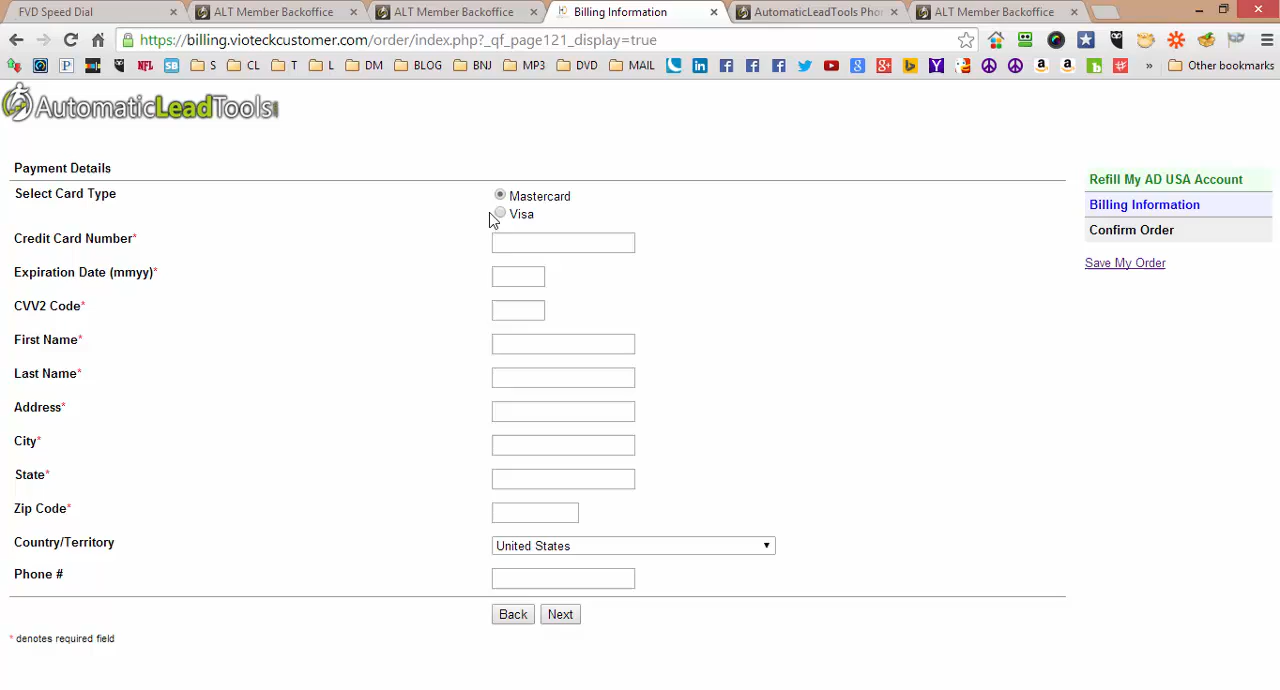 FVD Speed Dial
ALT Member Backoffice
ALT Member Backoffice
Billing Information
AutomaticLeadTools Pho
ALT Member Backoffice
https://billing.vioteckcustomer.com/order/index.php?_qf_page121_display=true
NFL SB S CL T L DM BLOG BNJ MP3 DVD MAIL » Other bookmarks
AutomaticLeadTools
Payment Details
Select Card Type
Mastercard
Visa
Credit Card Number*
Expiration Date (mmyy)*
CVV2 Code*
First Name*
Last Name*
Address*
City*
State*
Zip Code*
Country/Territory
United States
Phone #
Back Next
* denotes required field
Refill My AD USA Account
Billing Information
Confirm Order
Save My Order